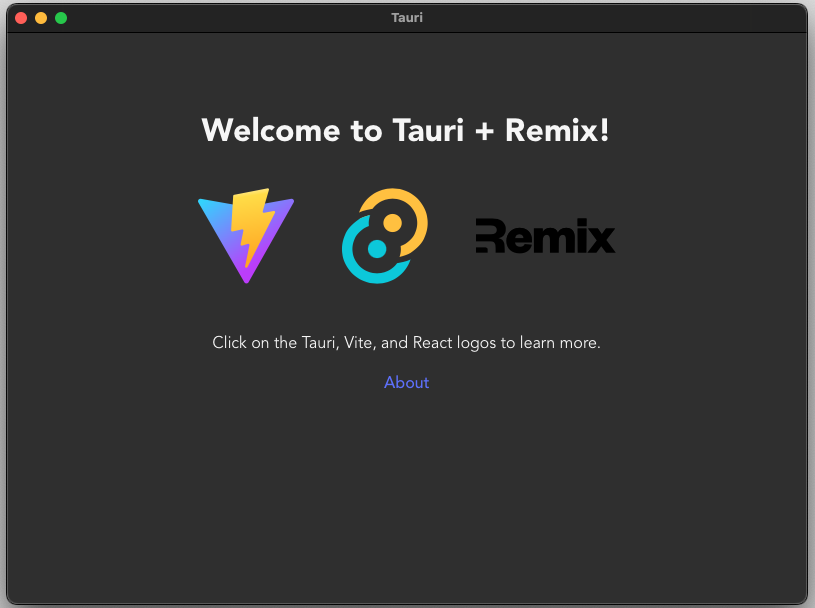 Tauri
Welcome to Tauri + Remix!
Remix
Click on the Tauri, Vite, and React logos to learn more.
About